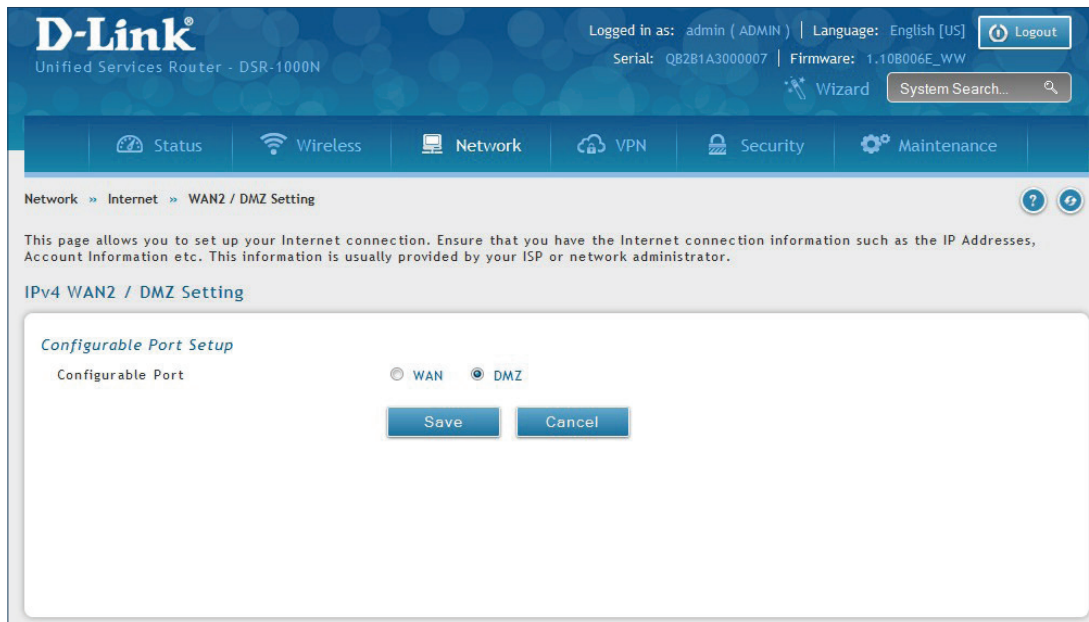 D-Link®
Unified Services Router - DSR-1000N
Logged in as: admin ( ADMIN ) | Language: English [US]
Logout
Serial: QB2B1A3000007 | Firmware: 1.10B006E_WW
Wizard
System Search...
Status
Wireless
Network
VPN
Security
Maintenance
Network » Internet » WAN2 / DMZ Setting
?
This page allows you to set up your Internet connection. Ensure that you have the Internet connection information such as the IP Addresses,
Account Information etc. This information is usually provided by your ISP or network administrator.
IPv4 WAN2 / DMZ Setting
Configurable Port Setup
Configurable Port
WAN
DMZ
Save
Cancel